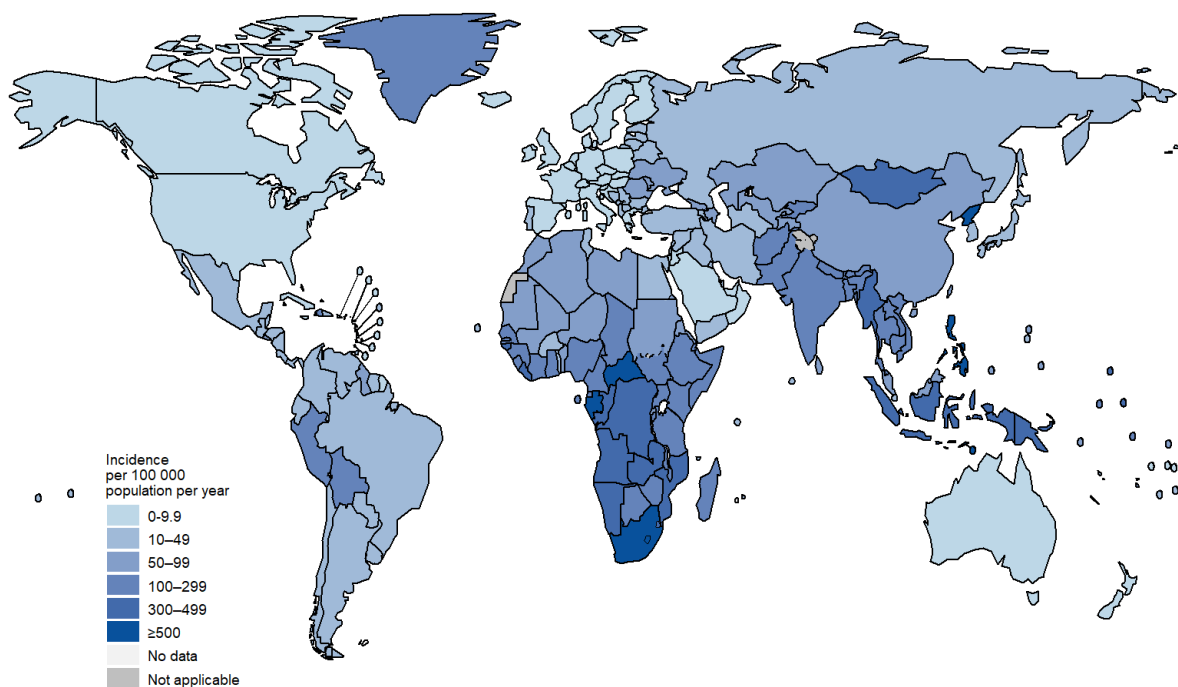 Incidence
per 100 000
population per year
0-9.9
10–49
50–99
100–299
300–499
≥500
No data
Not applicable